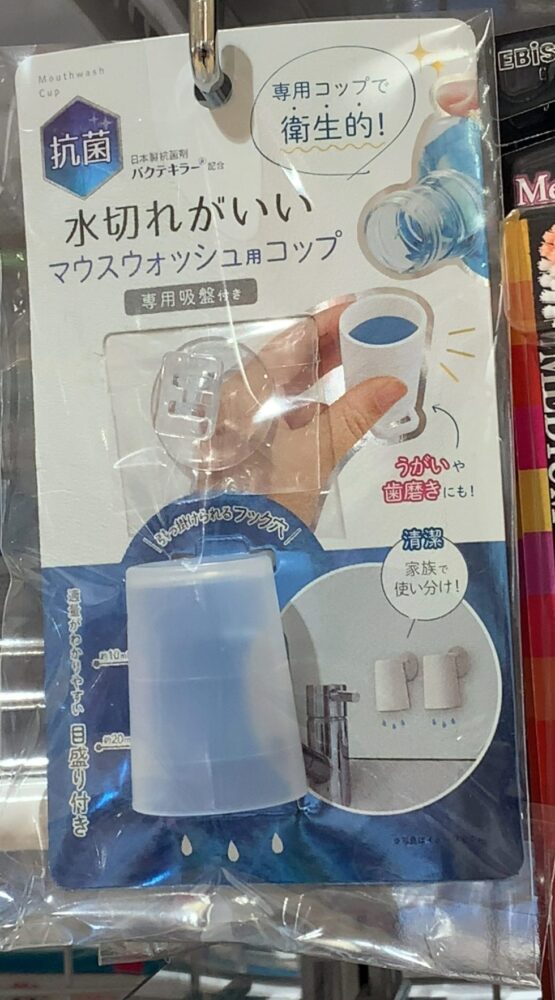 Mouthwash
Cup
抗菌
日本製抗菌剤
バクテキラー®配合
専用コップで
衛生的!
水切れがいい
マウスウォッシュ用コップ
専用吸盤付き
うがいや
歯磨きにも!
引っ掛けられるフック穴
清潔
家族で
使い分け!
適量がわかりやすい
目盛り付き
約10m
約20m
EBiS
Me